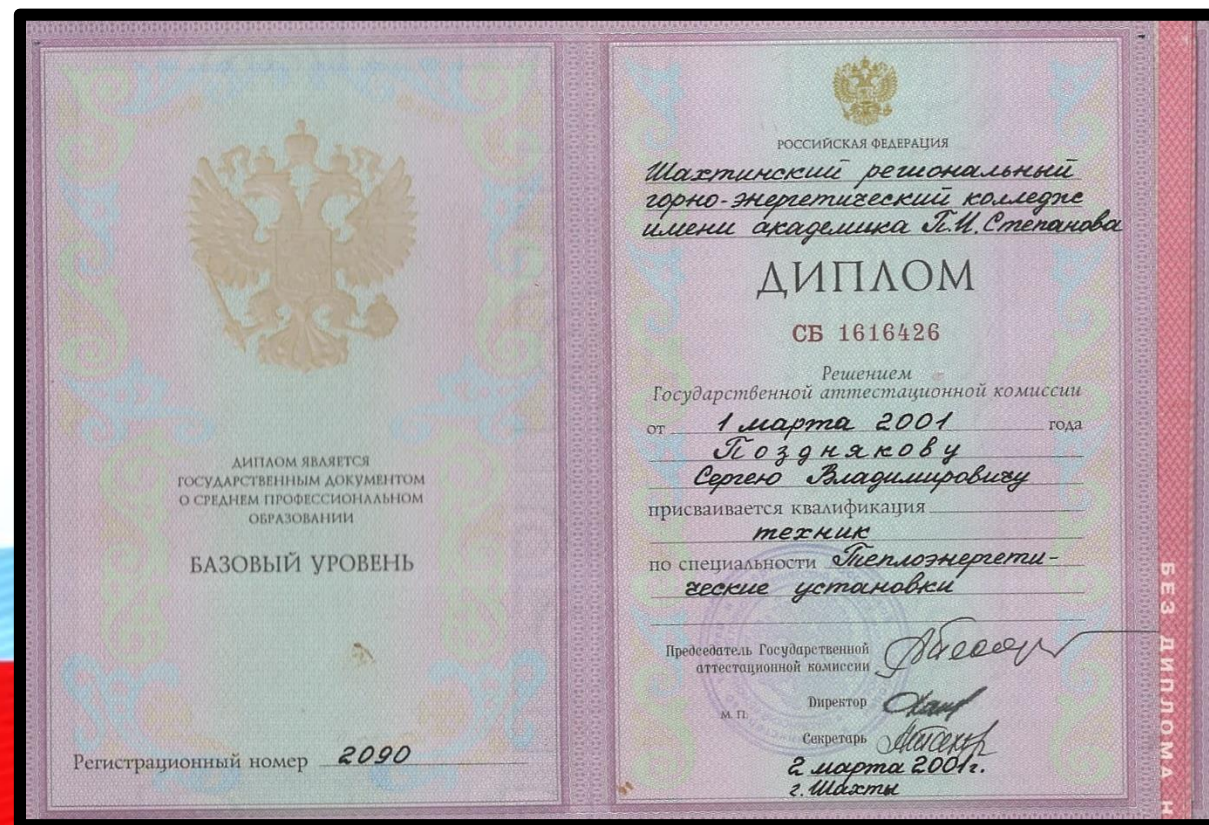 ДИПЛОМ ЯВЛЯЕТСЯ
ГОСУДАРСТВЕННЫМ ДОКУМЕНТОМ
О СРЕДНЕМ ПРОФЕССИОНАЛЬНОМ
ОБРАЗОВАНИИ
БАЗОВЫЙ УРОВЕНЬ
Регистрационный номер 2090
РОССИЙСКАЯ ФЕДЕРАЦИЯ
Шахтинский региональный
горно-энергетический колледж
имени академика П.И. Степанова
ДИПЛОМ
СБ 1616426
Решением
Государственной аттестационной комиссии
от 1 марта 2001 года
Позднякову
Сергею Владимировичу
присваивается квалификация
техник
по специальности Теплоэнергети-
ческие установки
Председатель Государственной
аттестационной комиссии
М. П.
Директор
Секретарь
2 марта 2001г.
г. Шахты
БЕЗ ДИПЛОМА Н